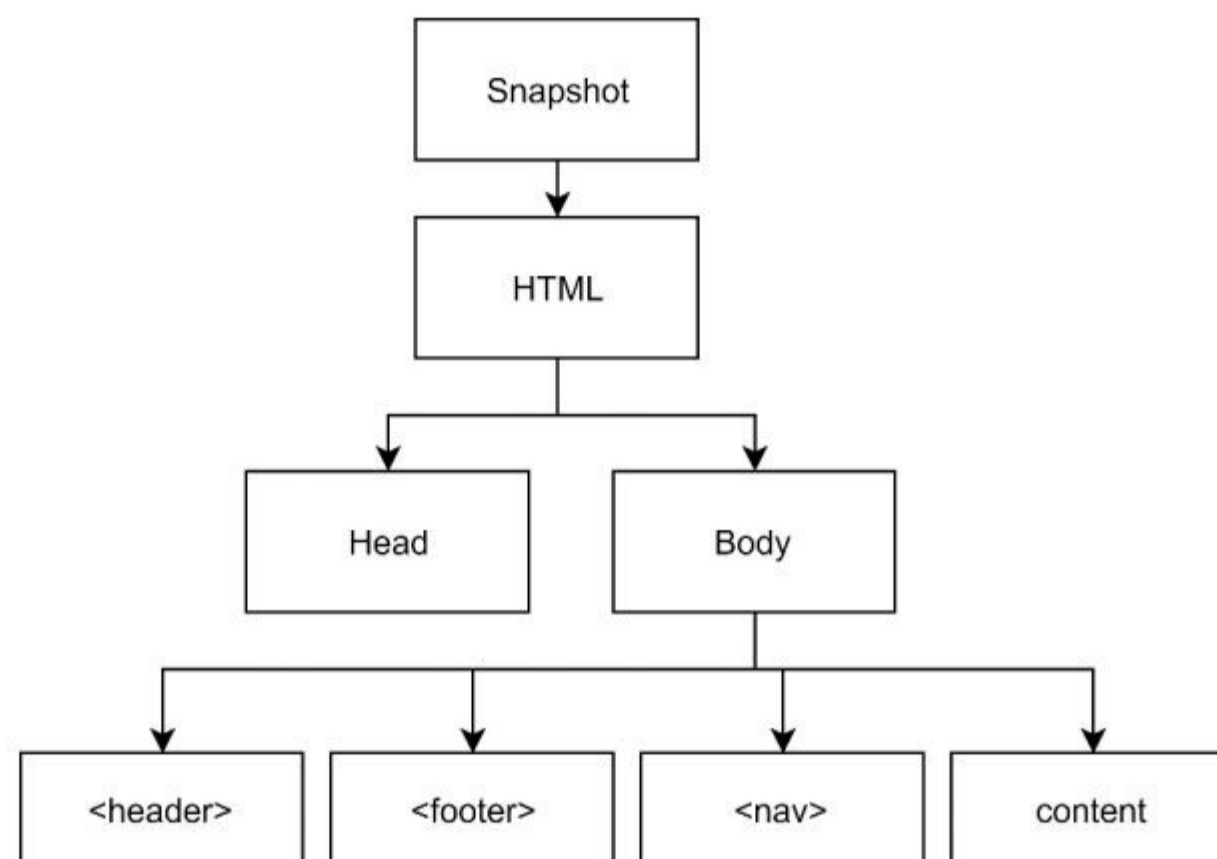 Snapshot
HTML
Head
Body
<header>
<footer>
<nav>
content